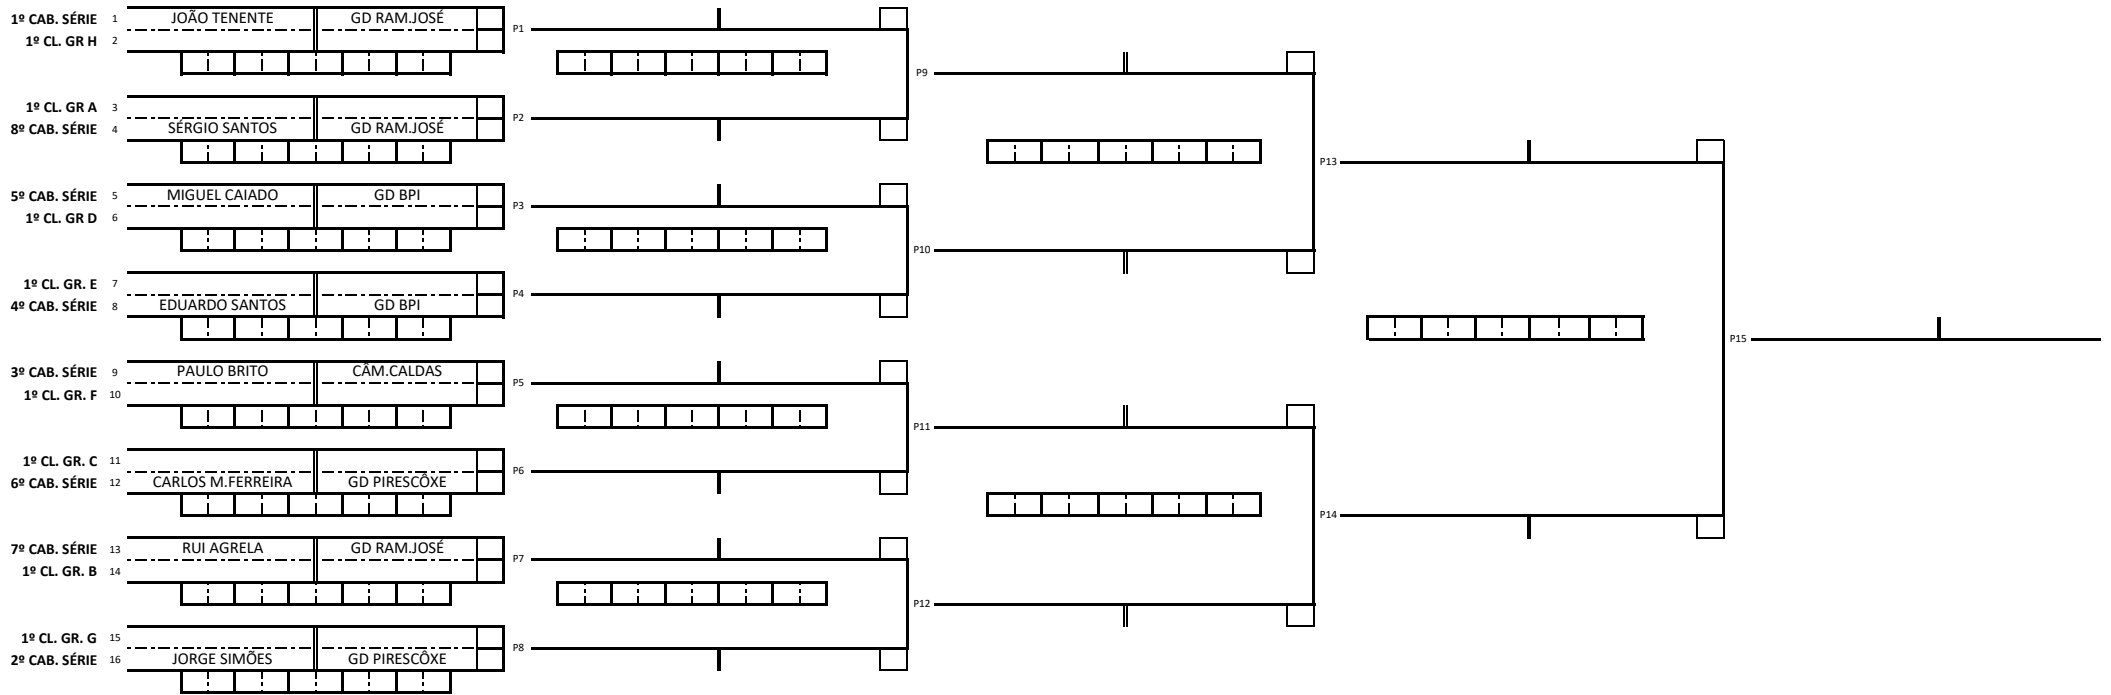 1º CAB. SÉRIE 1 JOÃO TENENTE GD RAM.JOSÉ
1º CL. GR H 2
P1
1º CL. GR A 3
8º CAB. SÉRIE 4 SÉRGIO SANTOS GD RAM.JOSÉ
P2
5º CAB. SÉRIE 5 MIGUEL CAIADO GD BPI
1º CL. GR D 6
P3
1º CL. GR. E 7
4º CAB. SÉRIE 8 EDUARDO SANTOS GD BPI
P4
3º CAB. SÉRIE 9 PAULO BRITO CÂM.CALDAS
1º CL. GR. F 10
P5
1º CL. GR. C 11
6º CAB. SÉRIE 12 CARLOS M.FERREIRA GD PIRESCÔXE
P6
7º CAB. SÉRIE 13 RUI AGRELA GD RAM.JOSÉ
1º CL. GR. B 14
P7
1º CL. GR. G 15
2º CAB. SÉRIE 16 JORGE SIMÕES GD PIRESCÔXE
P8
P9
P10
P11
P12
P13
P14
P15